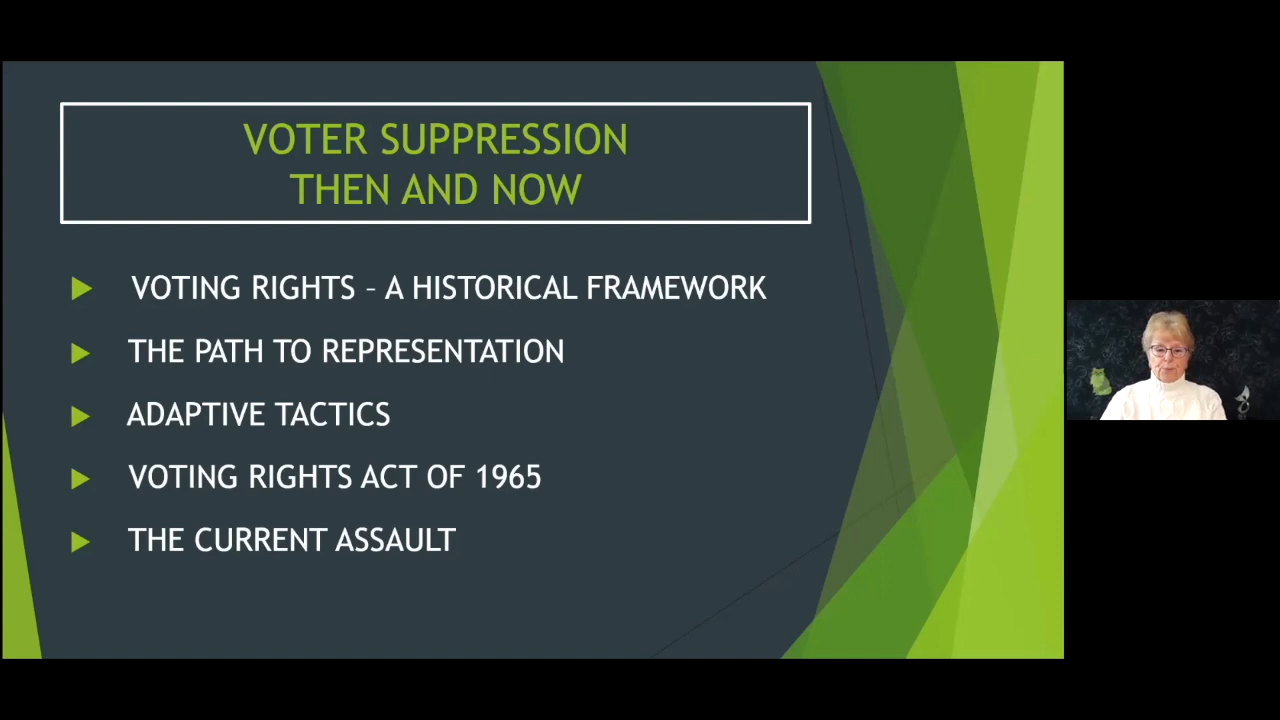 VOTER SUPPRESSION
THEN AND NOW
VOTING RIGHTS – A HISTORICAL FRAMEWORK
THE PATH TO REPRESENTATION
ADAPTIVE TACTICS
VOTING RIGHTS ACT OF 1965
THE CURRENT ASSAULT